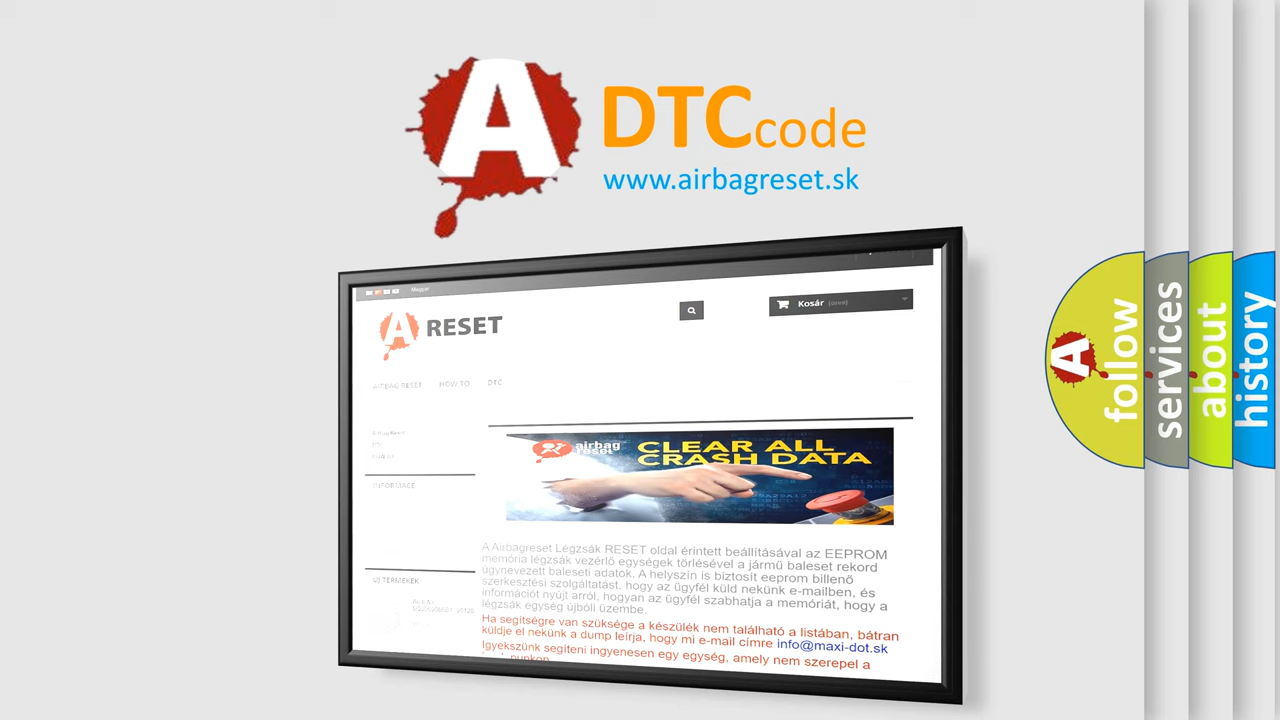 A
DTC code
www.airbagreset.sk
Magyar
A RESET
Kosár (üres)
AIRBAG RESET HOW TO DTC
INFORMACE
ÚJ TERMÉKEK
airbag
reset
CLEAR ALL
CRASH DATA
A Airbagreset Légzsák RESET oldal érintett beállításával az EEPROM
memória légzsák vezérlő egységek törlésével a jármű baleset rekord
úgynevezett baleseti adatok. A helyszín is biztosít eeprom billenő
szerkesztési szolgáltatást, hogy az ügyfél küld nekünk e-mailben, és
információt nyújt arról, hogyan az ügyfél szabhatja a memóriát, hogy a
légzsák egység újbóli üzembe.
Ha segítségre van szüksége a készülék nem található a listában, bátran
küldje el nekünk a dump leírja, hogy mi e-mail címre info@maxi-dot.sk
Igyekszünk segíteni ingyenesen egy egység, amely nem szerepel a
A
follow
services
about
history